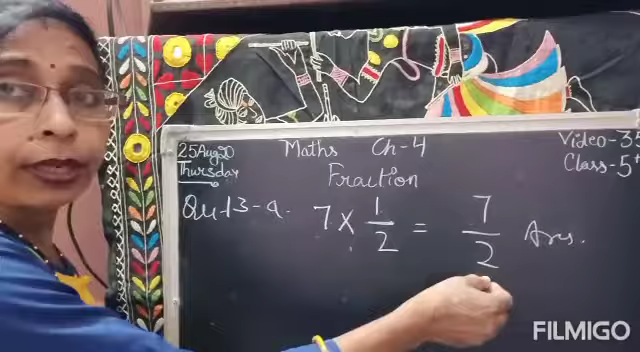 25Aug20 Maths Ch-4 Video-35
Thursday Class-5th
Fraction
Qu-13-a. 7 × 1/2 = 7/2 Ans.
FILMIGO